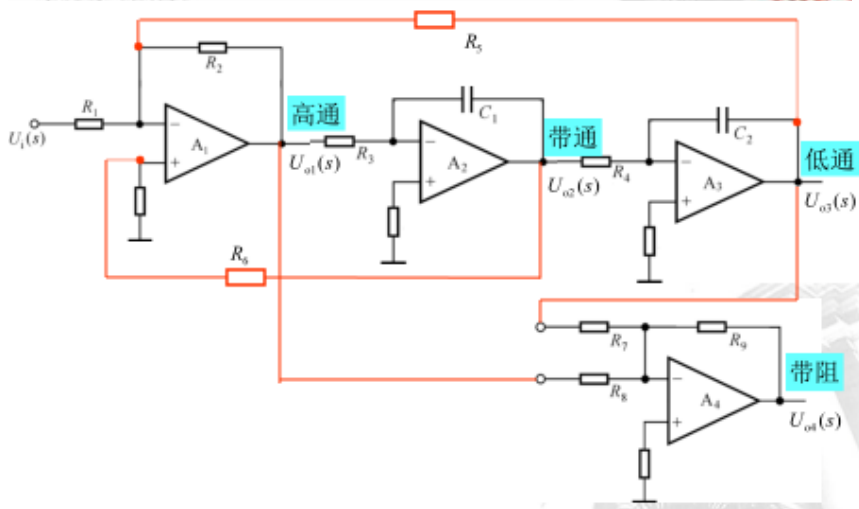 R₅
R₂
R₁
Uᵢ(s)
−
+
A₁
高通
Uₒ₁(s)
R₃
C₁
−
+
A₂
带通
Uₒ₂(s)
R₄
C₂
−
+
A₃
低通
Uₒ₃(s)
R₆
R₇
R₉
R₈
−
+
A₄
带阻
Uₒ₄(s)